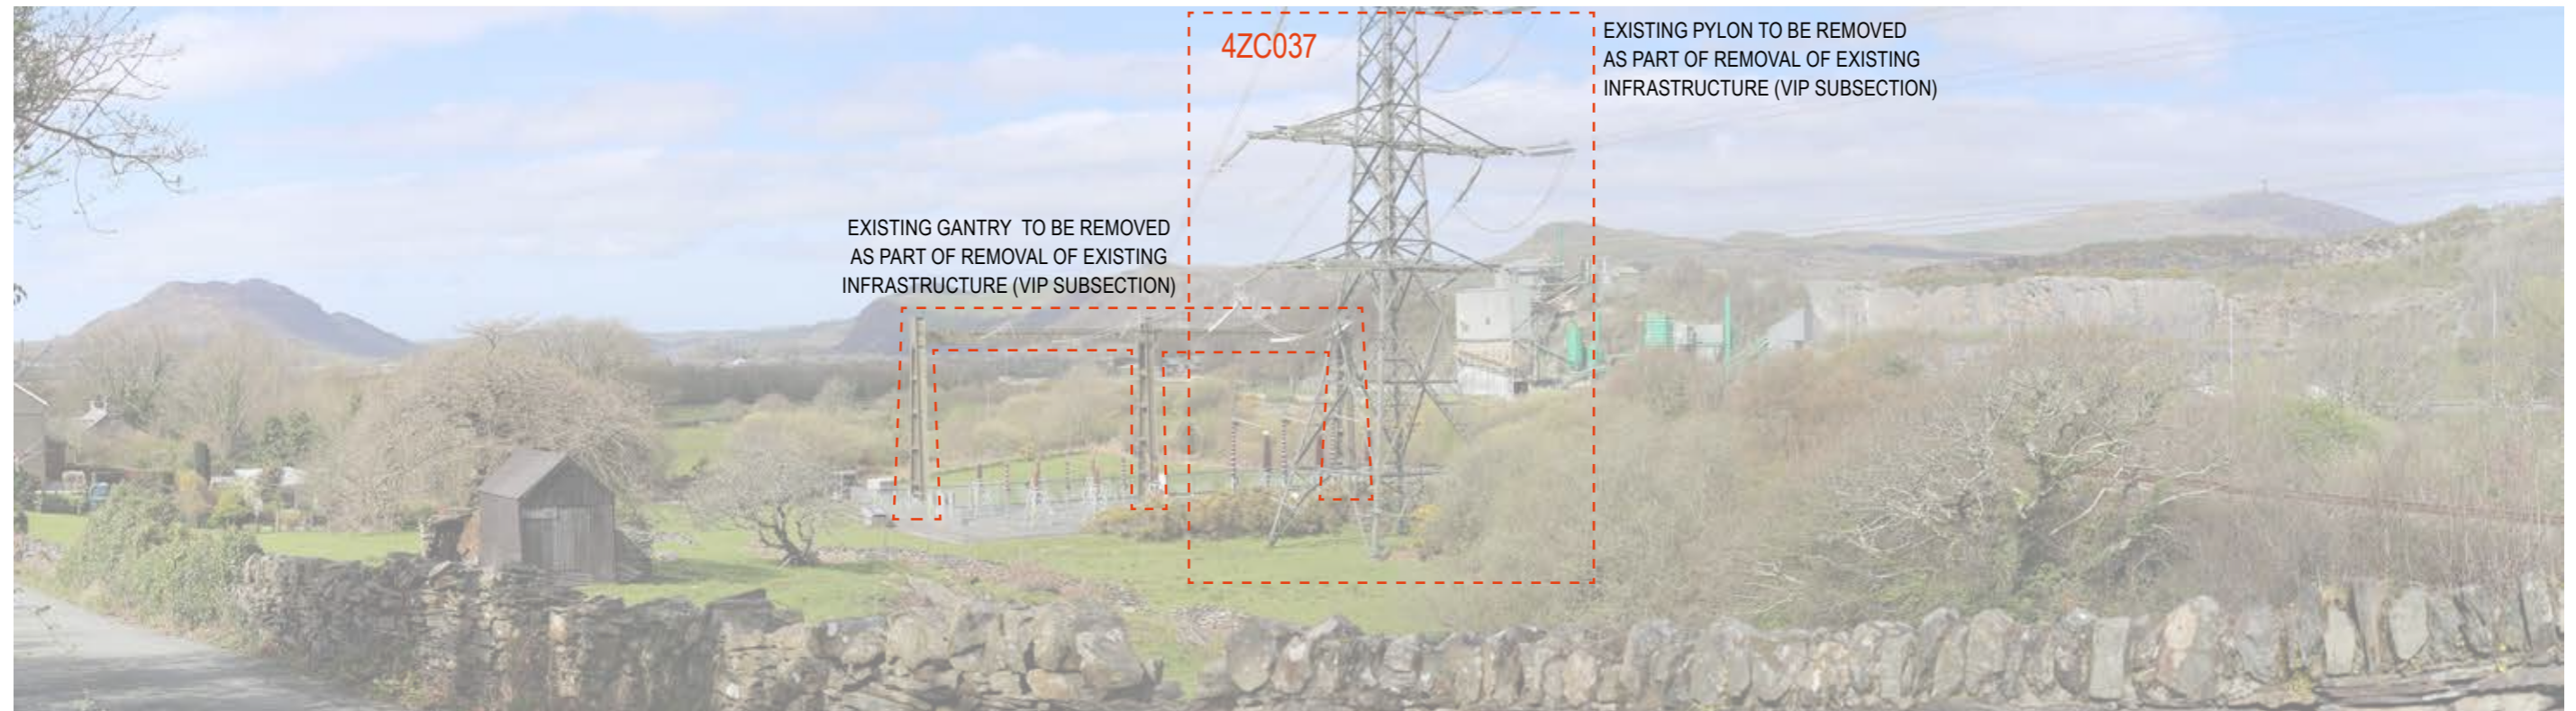 4ZC037
EXISTING PYLON TO BE REMOVED
AS PART OF REMOVAL OF EXISTING
INFRASTRUCTURE (VIP SUBSECTION)
EXISTING GANTRY TO BE REMOVED
AS PART OF REMOVAL OF EXISTING
INFRASTRUCTURE (VIP SUBSECTION)